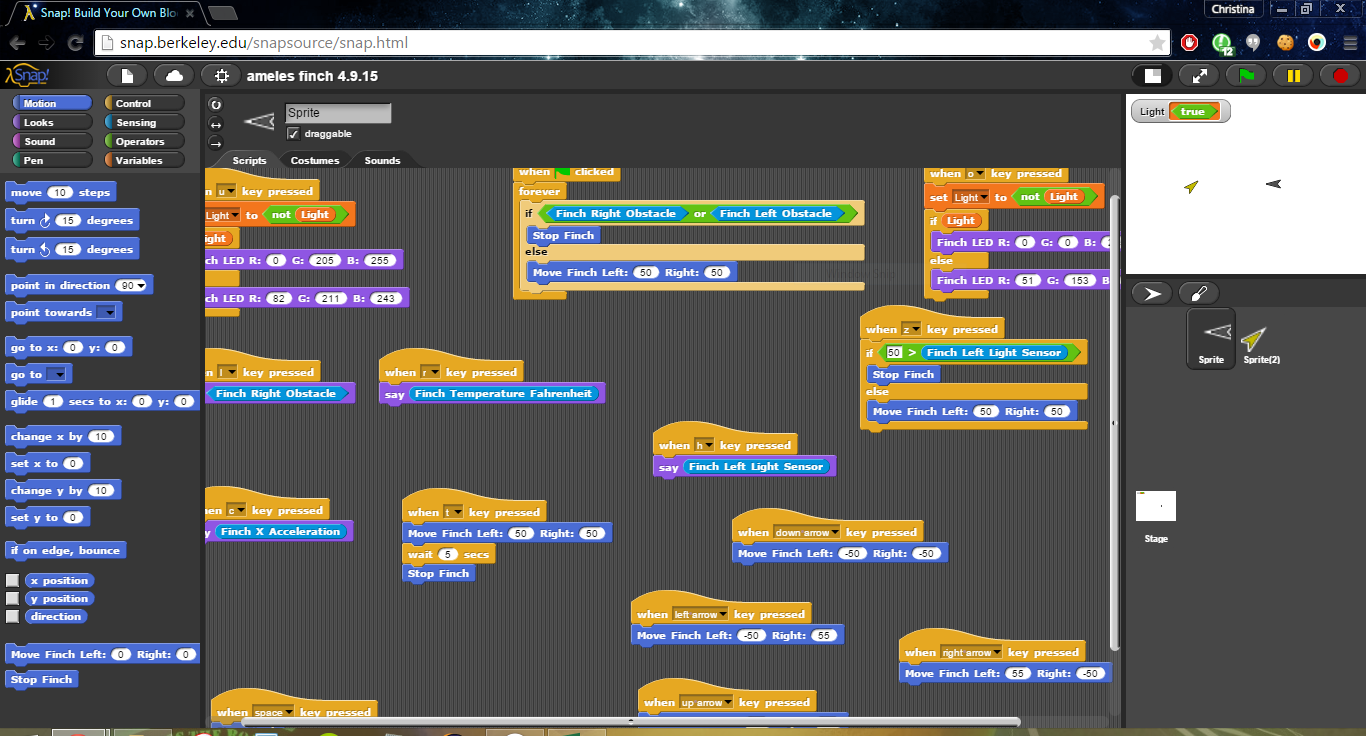 Snap! Build Your Own Blo
Christina
snap.berkeley.edu/snapsource/snap.html
12
Snap!
ameles finch 4.9.15
Motion
Control
Looks
Sensing
Sound
Operators
Pen
Variables
Sprite
draggable
Scripts Costumes Sounds
move 10 steps
turn 15 degrees
turn 15 degrees
point in direction 90
point towards
go to x: 0 y: 0
go to
glide 1 secs to x: 0 y: 0
change x by 10
set x to 0
change y by 10
set y to 0
if on edge, bounce
x position
y position
direction
Move Finch Left: 0 Right: 0
Stop Finch
n u key pressed
Light to not Light
ight
ch LED R: 0 G: 205 B: 255
ch LED R: 82 G: 211 B: 243
when clicked
forever
if Finch Right Obstacle or Finch Left Obstacle
Stop Finch
else
Move Finch Left: 50 Right: 50
when o key pressed
set Light to not Light
if Light
Finch LED R: 0 G: 0 B: 2
else
Finch LED R: 51 G: 153 B:
when z key pressed
if 50 > Finch Left Light Sensor
Stop Finch
else
Move Finch Left: 50 Right: 50
n l key pressed
Finch Right Obstacle
when r key pressed
say Finch Temperature Fahrenheit
when h key pressed
say Finch Left Light Sensor
en c key pressed
y Finch X Acceleration
when t key pressed
Move Finch Left: 50 Right: 50
wait 5 secs
Stop Finch
when down arrow key pressed
Move Finch Left: -50 Right: -50
when left arrow key pressed
Move Finch Left: -50 Right: 55
when right arrow key pressed
Move Finch Left: 55 Right: -50
when space key pressed
when up arrow key pressed
Light true
Sprite
Sprite(2)
Stage